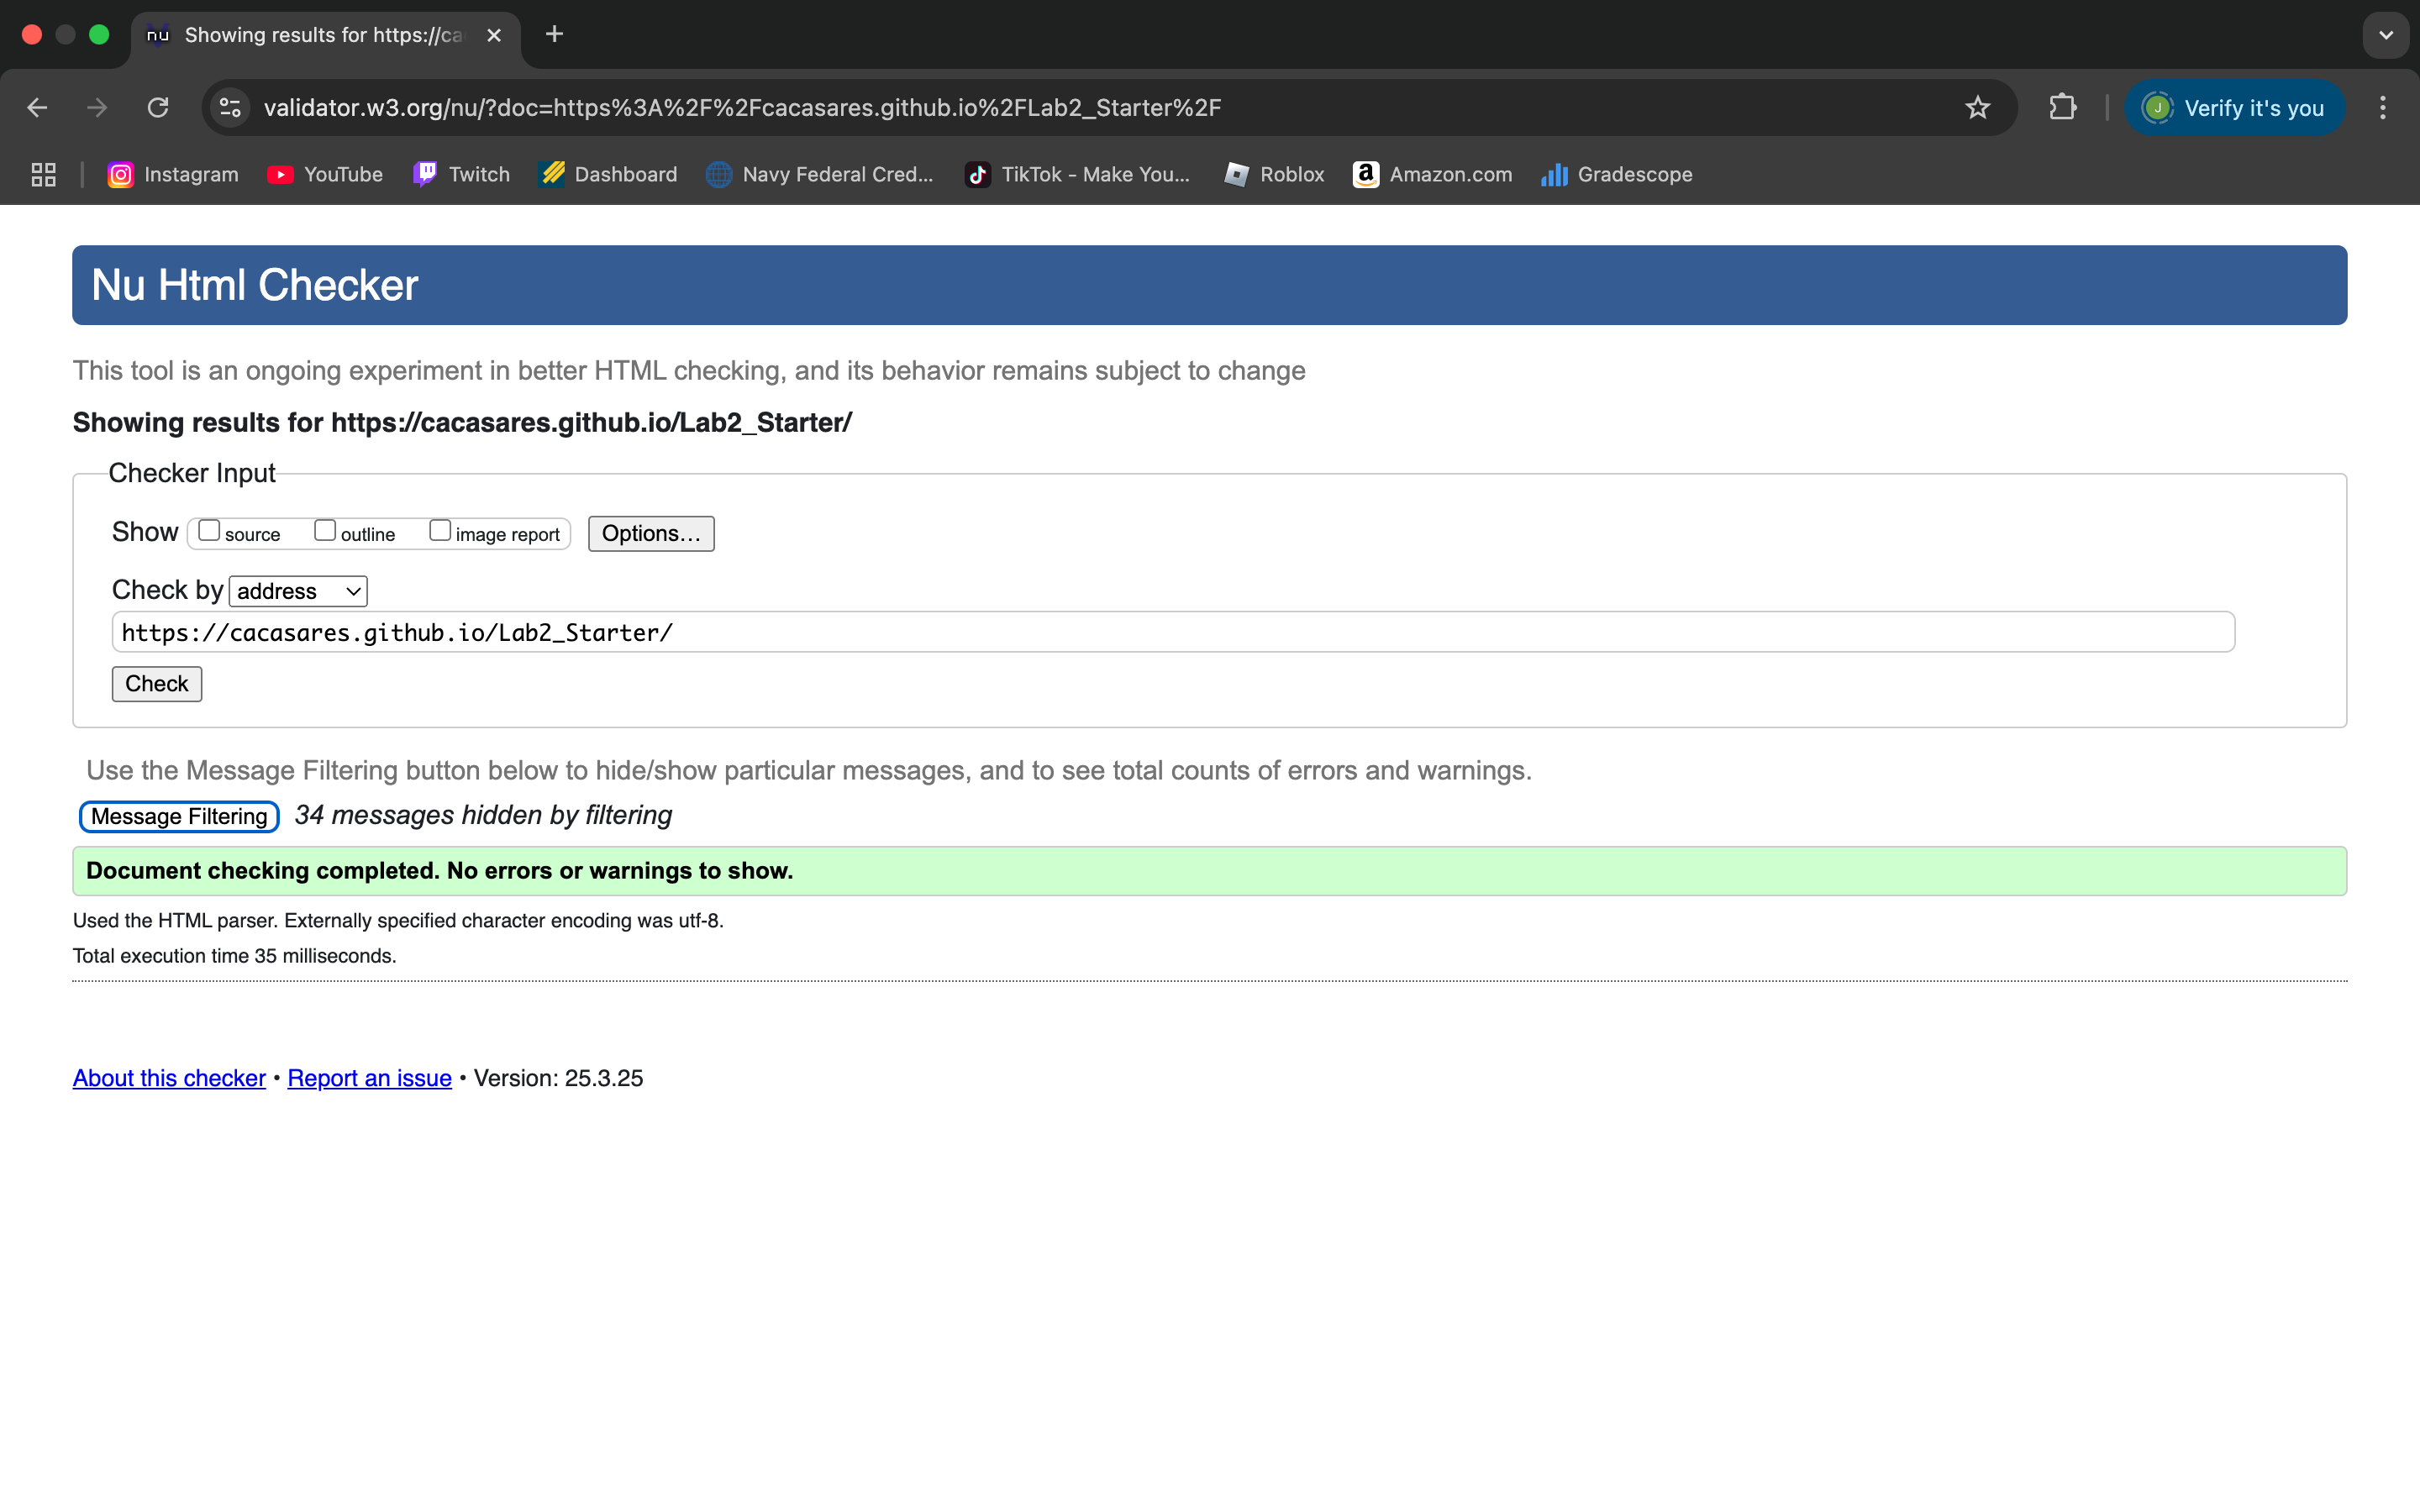 nu Showing results for https://ca
validator.w3.org/nu/?doc=https%3A%2F%2Fcacasares.github.io%2FLab2_Starter%2F
J Verify it's you
Instagram YouTube Twitch Dashboard Navy Federal Cred... TikTok - Make You... Roblox Amazon.com Gradescope
Nu Html Checker
This tool is an ongoing experiment in better HTML checking, and its behavior remains subject to change
Showing results for https://cacasares.github.io/Lab2_Starter/
Checker Input
Show source outline image report Options...
Check by address
https://cacasares.github.io/Lab2_Starter/
Check
Use the Message Filtering button below to hide/show particular messages, and to see total counts of errors and warnings.
Message Filtering 34 messages hidden by filtering
Document checking completed. No errors or warnings to show.
Used the HTML parser. Externally specified character encoding was utf-8.
Total execution time 35 milliseconds.
About this checker • Report an issue • Version: 25.3.25